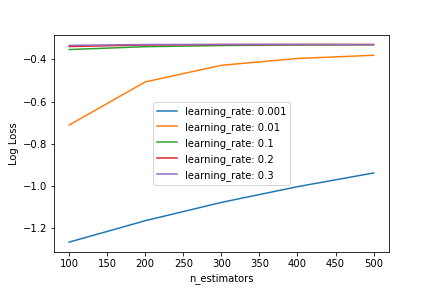 −0.4
−0.6
−0.8
−1.0
−1.2
Log Loss
learning_rate: 0.001
learning_rate: 0.01
learning_rate: 0.1
learning_rate: 0.2
learning_rate: 0.3
100 150 200 250 300 350 400 450 500
n_estimators